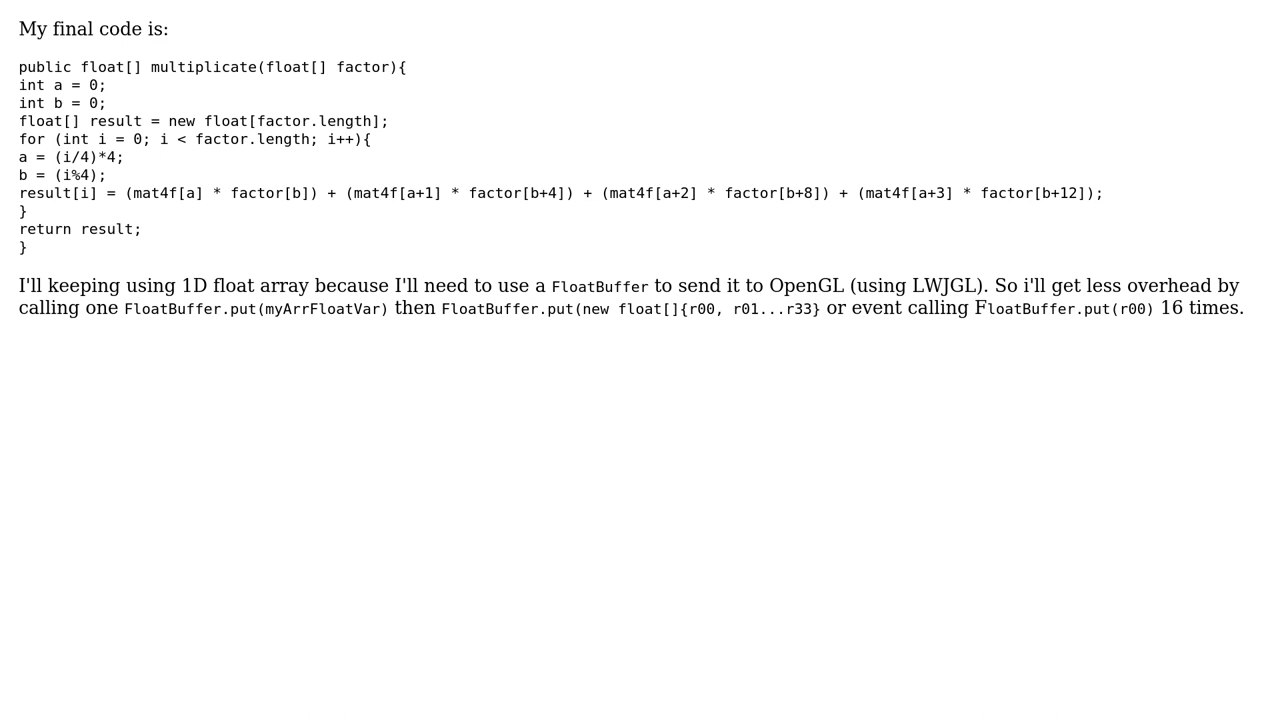 My final code is:
public float[] multiplicate(float[] factor){
int a = 0;
int b = 0;
float[] result = new float[factor.length];
for (int i = 0; i < factor.length; i++){
a = (i/4)*4;
b = (i%4);
result[i] = (mat4f[a] * factor[b]) + (mat4f[a+1] * factor[b+4]) + (mat4f[a+2] * factor[b+8]) + (mat4f[a+3] * factor[b+12]);
}
return result;
}
I'll keeping using 1D float array because I'll need to use a FloatBuffer to send it to OpenGL (using LWJGL). So i'll get less overhead by
calling one FloatBuffer.put(myArrFloatVar) then FloatBuffer.put(new float[]{r00, r01...r33} or event calling FloatBuffer.put(r00) 16 times.